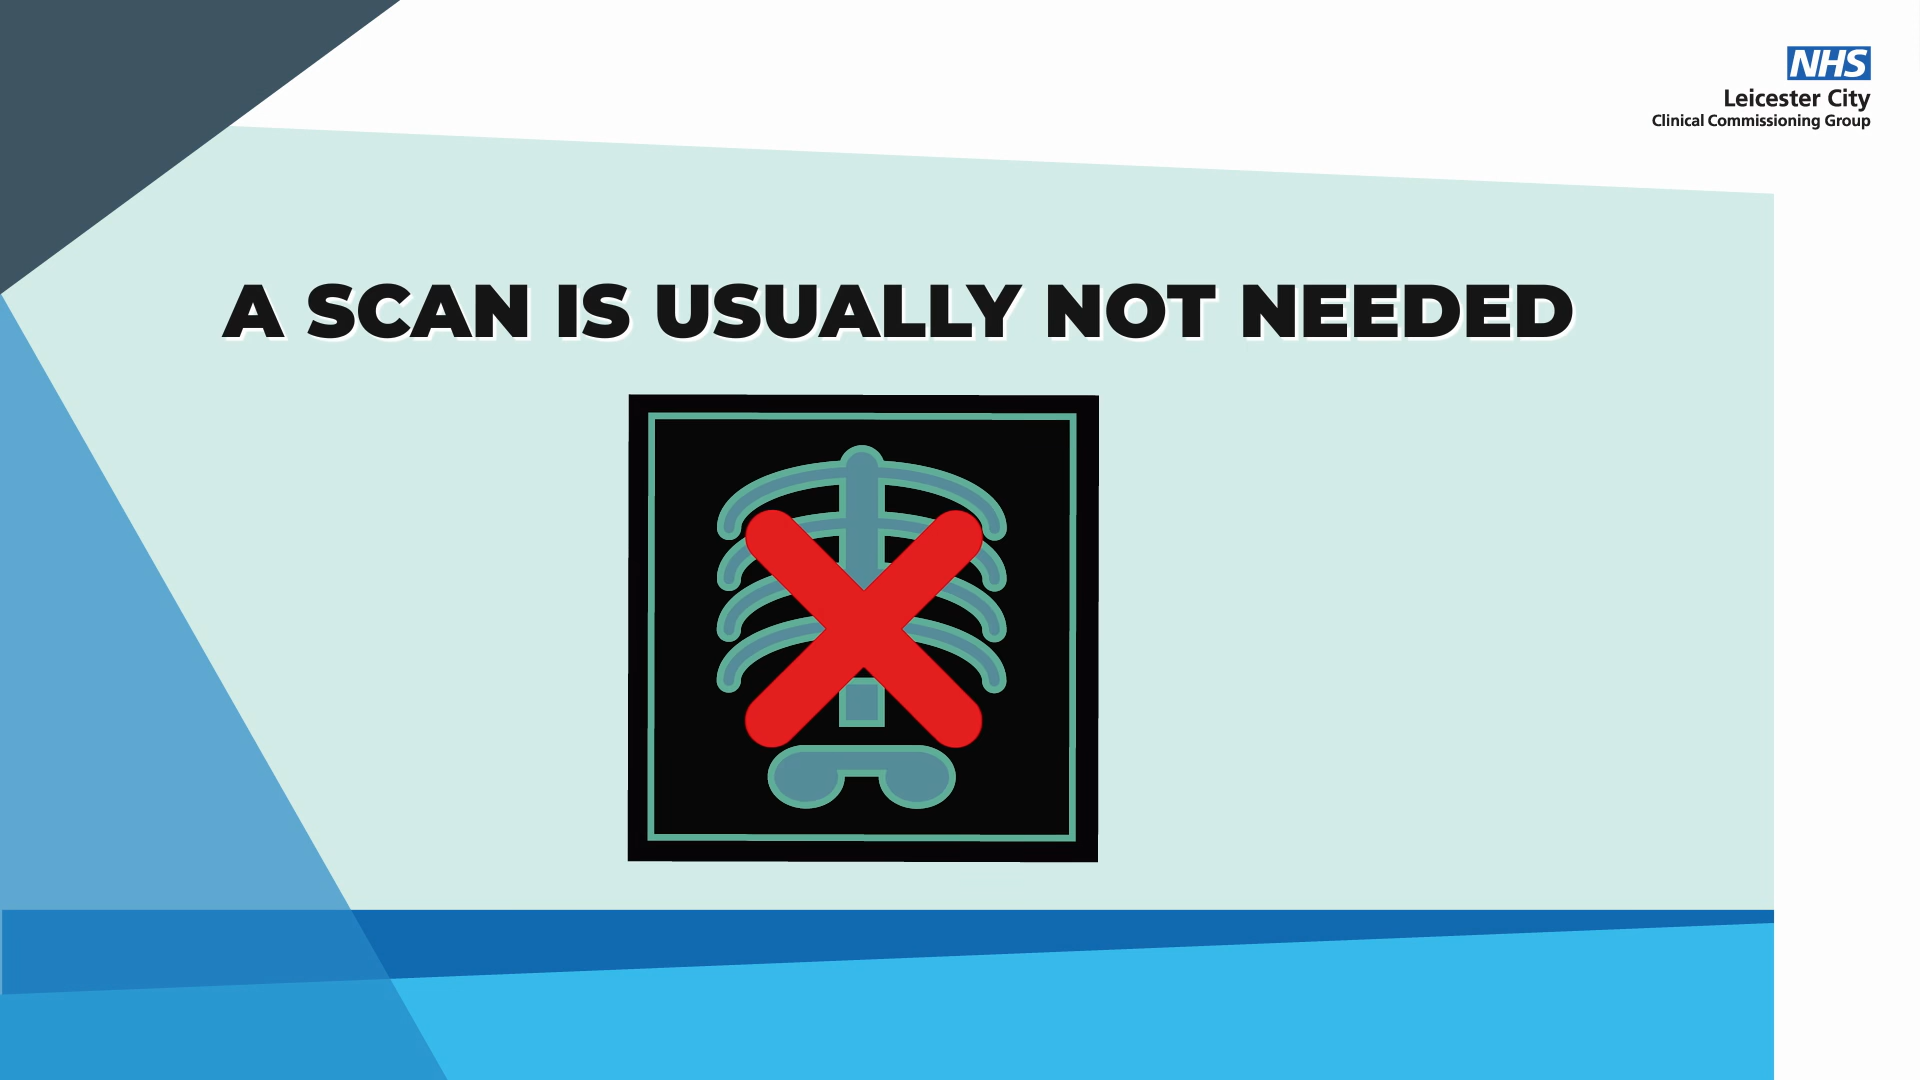 NHS
Leicester City
Clinical Commissioning Group
A SCAN IS USUALLY NOT NEEDED